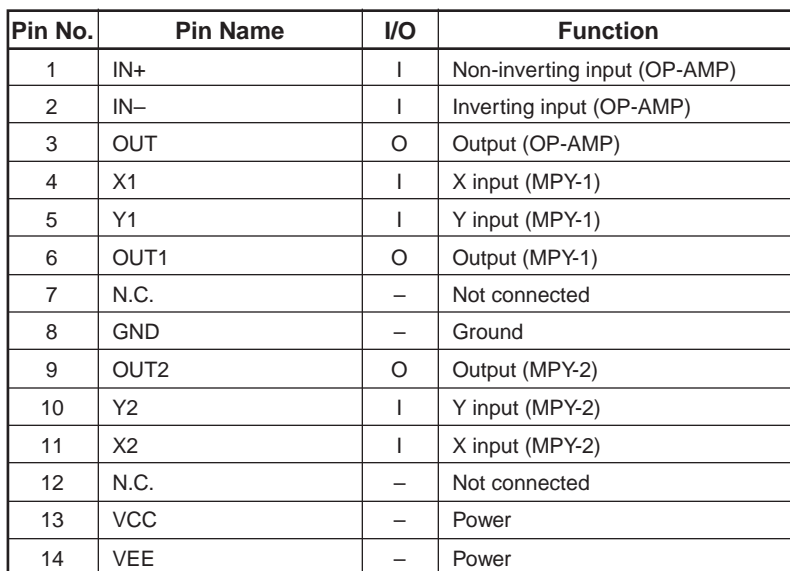 Pin No. Pin Name I/O Function
1 IN+ I Non-inverting input (OP-AMP)
2 IN– I Inverting input (OP-AMP)
3 OUT O Output (OP-AMP)
4 X1 I X input (MPY-1)
5 Y1 I Y input (MPY-1)
6 OUT1 O Output (MPY-1)
7 N.C. – Not connected
8 GND – Ground
9 OUT2 O Output (MPY-2)
10 Y2 I Y input (MPY-2)
11 X2 I X input (MPY-2)
12 N.C. – Not connected
13 VCC – Power
14 VEE – Power